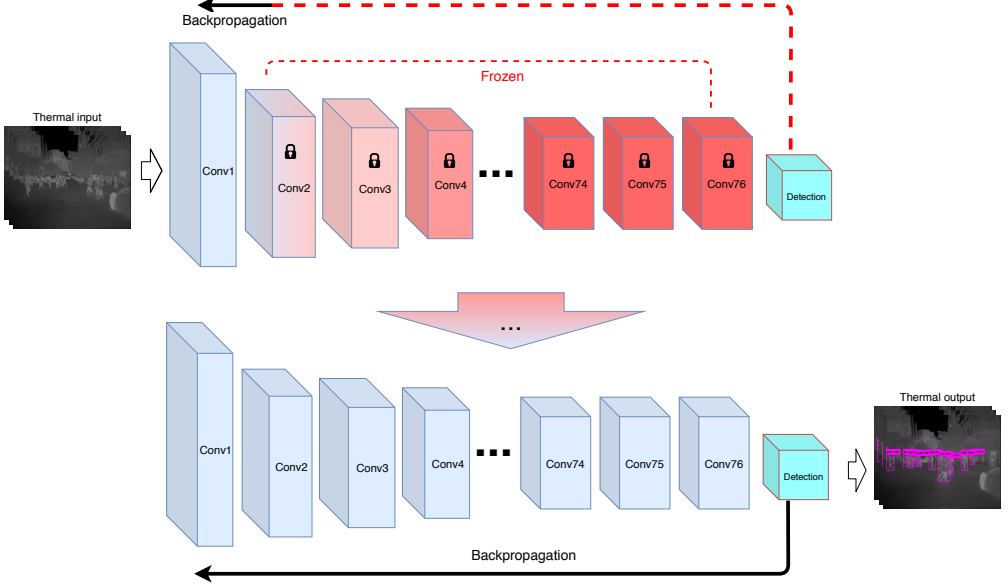 Backpropagation
Frozen
Thermal input
Conv1
Conv2
Conv3
Conv4
...
Conv74
Conv75
Conv76
Detection
...
Thermal output
Conv1
Conv2
Conv3
Conv4
...
Conv74
Conv75
Conv76
Detection
Backpropagation